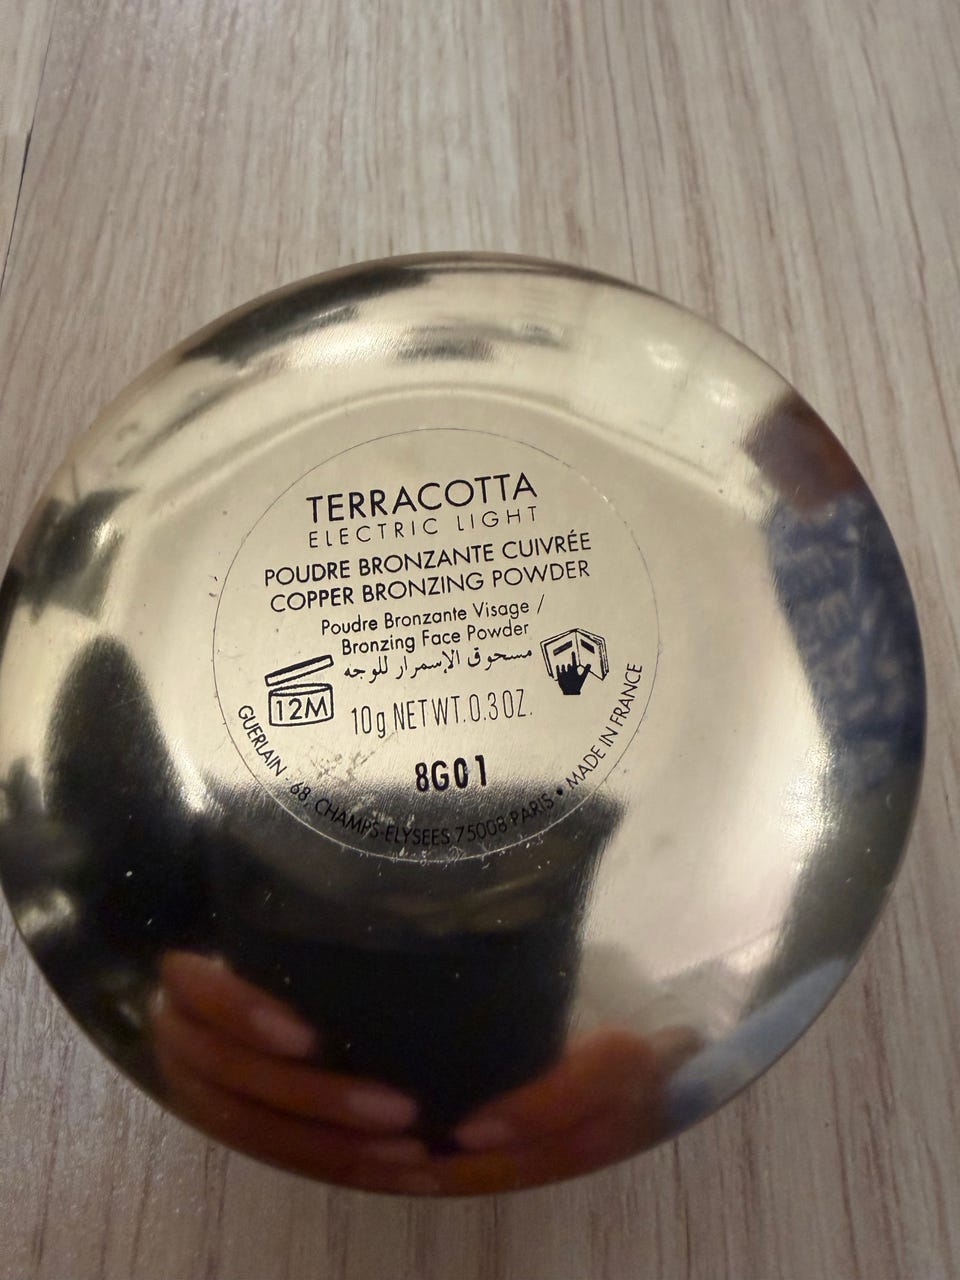 TERRACOTTA
ELECTRIC LIGHT
POUDRE BRONZANTE CUIVRÉE
COPPER BRONZING POWDER
Poudre Bronzante Visage /
Bronzing Face Powder
مسحوق الإسمرار للوجه
12M
10g NET WT. 0.3 OZ.
8G01
GUERLAIN · 68, CHAMPS-ELYSEES 75008 PARIS • MADE IN FRANCE